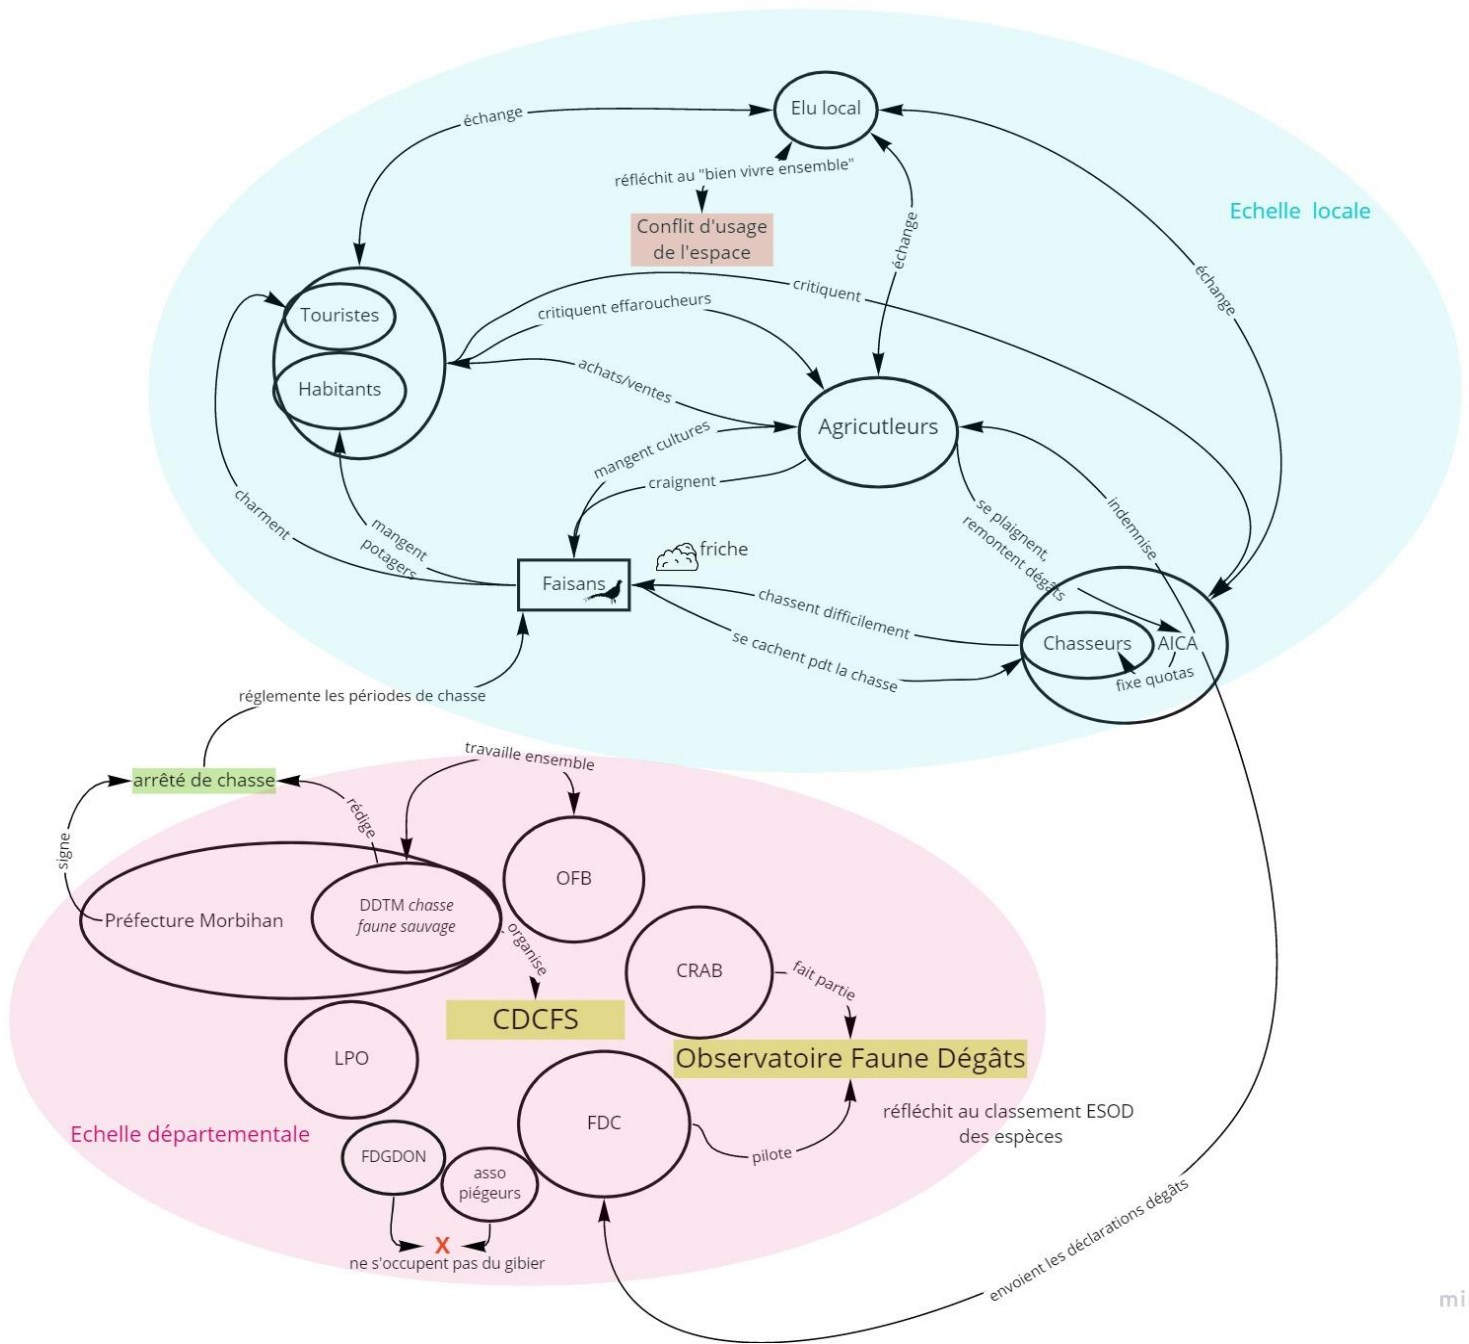 Elu local
échange
réfléchit au "bien vivre ensemble"
Conflit d'usage
de l'espace
Echelle locale
échange
échange
critiquent
critiquent effaroucheurs
Touristes
Habitants
achats/ventes
Agricutleurs
mangent cultures
craignent
charment
mangent
potagers
se plaignent,
remontent dégâts
indemnise
friche
Faisans
chassent difficilement
se cachent pdt la chasse
Chasseurs
AICA
fixe quotas
réglemente les périodes de chasse
travaille ensemble
arrêté de chasse
rédige
signe
OFB
DDTM chasse
faune sauvage
Préfecture Morbihan
organise
CRAB
fait partie
CDCFS
Observatoire Faune Dégâts
LPO
réfléchit au classement ESOD
des espèces
FDC
Echelle départementale
pilote
FDGDON
asso
piégeurs
X
ne s'occupent pas du gibier
envoient les déclarations dégâts
mi